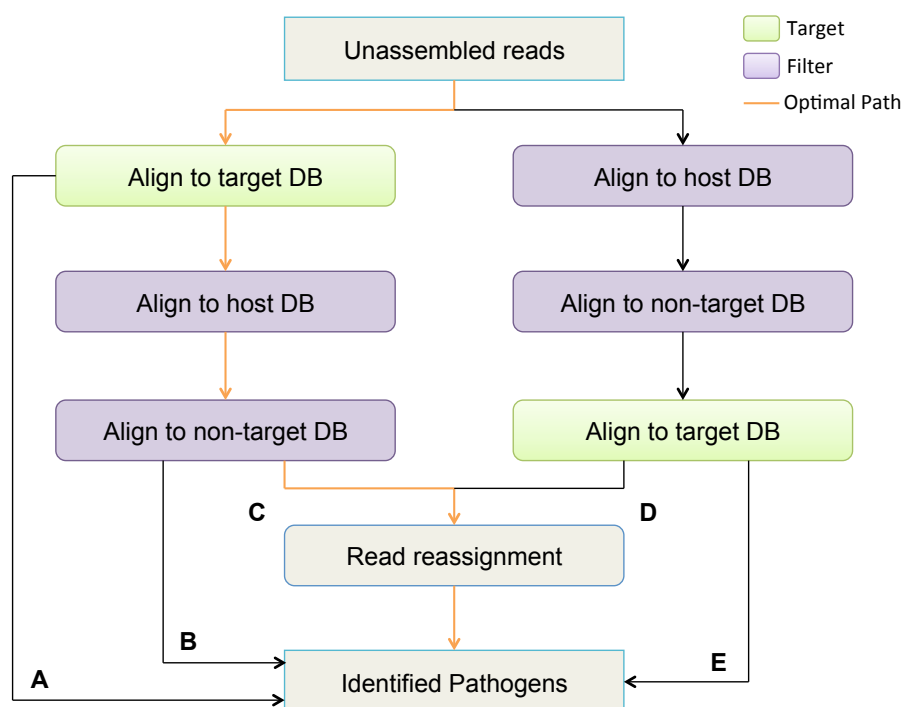 Unassembled reads
Target
Filter
Optimal Path
Align to target DB
Align to host DB
Align to host DB
Align to non-target DB
Align to non-target DB
Align to target DB
C
D
Read reassignment
B
E
A
Identified Pathogens